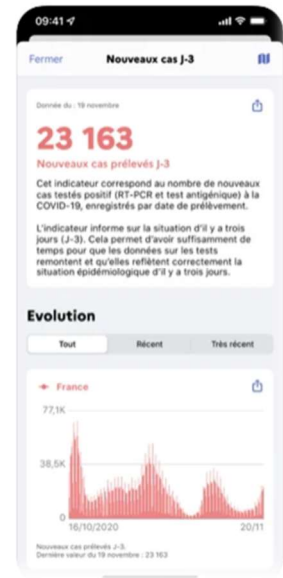 09:41
Fermer
Nouveaux cas J-3
Donnée du : 19 novembre
23 163
Nouveaux cas prélevés J-3
Cet indicateur correspond au nombre de nouveaux
cas testés positif (RT-PCR et test antigénique) à la
COVID-19, enregistrés par date de prélèvement.
L'indicateur informe sur la situation d'il y a trois
jours (J-3). Cela permet d'avoir suffisamment de
temps pour que les données sur les tests
remontent et qu'elles reflètent correctement la
situation épidémiologique d'il y a trois jours.
Evolution
Tout
Récent
Très récent
France
77,1K
38,5K
0
16/10/2020
20/11
Nouveaux cas prélevés J-3.
Dernière valeur du 19 novembre : 23 163